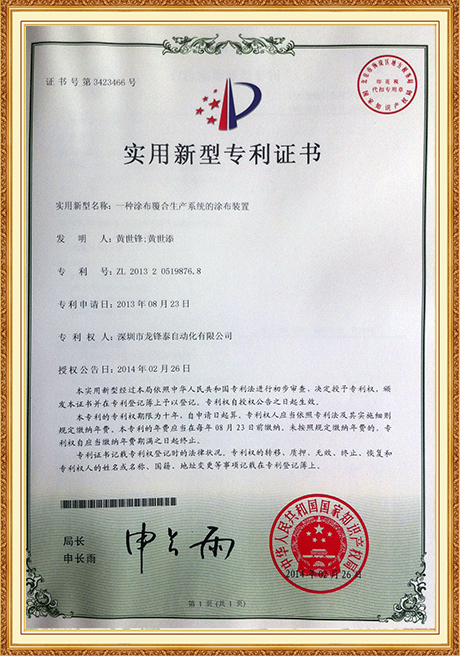 证书号第3423466号
印花税
代扣专用章
国家知识产权局
实用新型专利证书
实用新型名称：一种涂布覆合生产系统的涂布装置
发 明 人：黄世锋;黄世添
专 利 号：ZL 2013 2 0519876.8
专利申请日：2013年08月23日
专 利 权 人：深圳市龙锋泰自动化有限公司
授权公告日：2014年02月26日
本实用新型经过本局依照中华人民共和国专利法进行初步审查，决定授予专利权，颁
发本证书并在专利登记簿上予以登记。专利权自授权公告之日起生效。
本专利的专利权期限为十年，自申请日起算。专利权人应当依照专利法及其实施细则
规定缴纳年费。本专利的年费应当在每年08月23日前缴纳。未按照规定缴纳年费的，专
利权自应当缴纳年费期满之日起终止。
专利证书记载专利权登记时的法律状况。专利权的转移、质押、无效、终止、恢复和
专利权人的姓名或名称、国籍、地址变更等事项记载在专利登记簿上。
局长
申长雨
申长雨
中华人民共和国国家知识产权局
2014年02月26日
第1页(共1页)